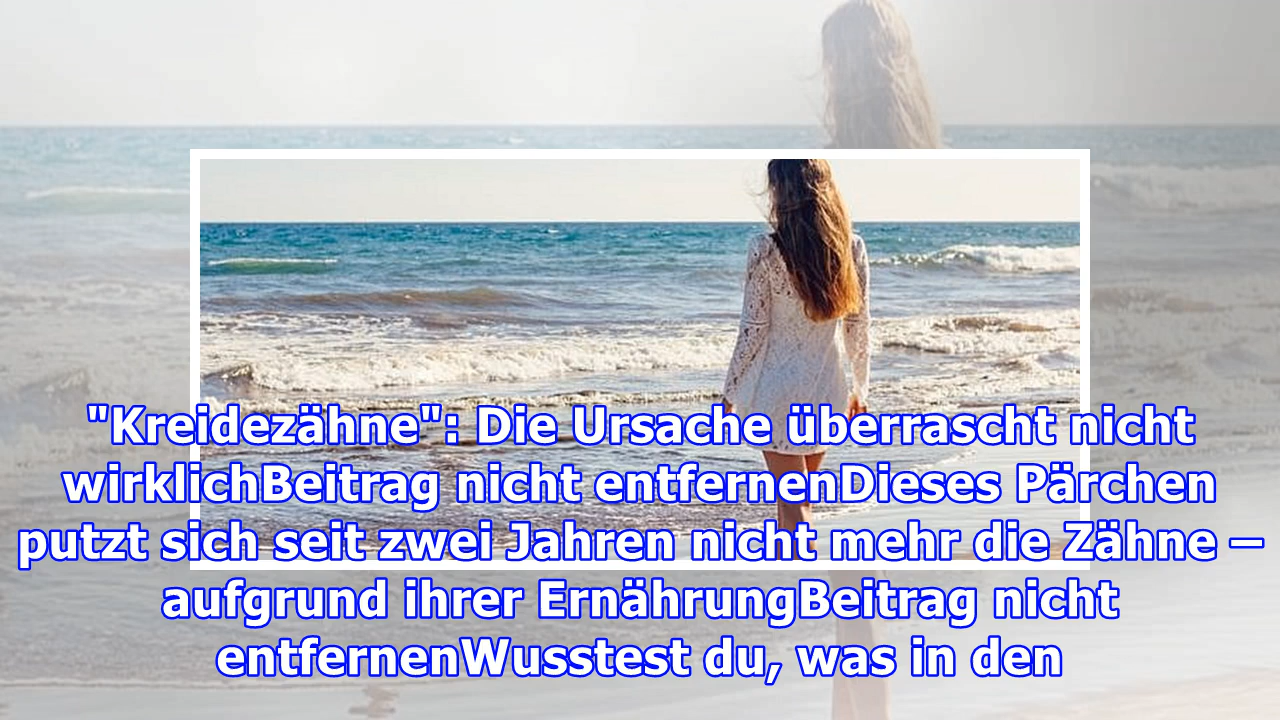 "Kreidezähne": Die Ursache überrascht nicht
wirklichBeitrag nicht entfernenDieses Pärchen
putzt sich seit zwei Jahren nicht mehr die Zähne –
aufgrund ihrer ErnährungBeitrag nicht
entfernenWusstest du, was in den